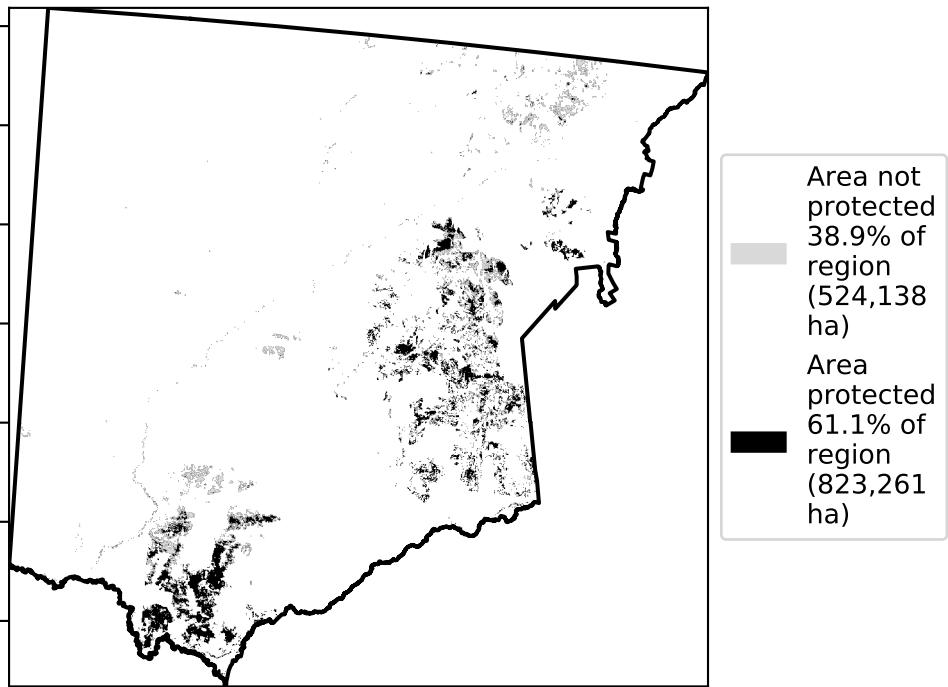 Area not
protected
38.9% of
region
(524,138
ha)
Area
protected
61.1% of
region
(823,261
ha)